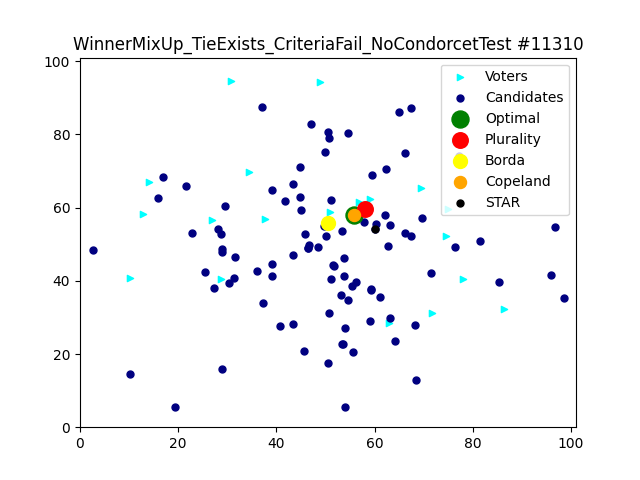 WinnerMixUp_TieExists_CriteriaFail_NoCondorcetTest #11310
100
80
60
40
20
0
0 20 40 60 80 100
Voters
Candidates
Optimal
Plurality
Borda
Copeland
STAR